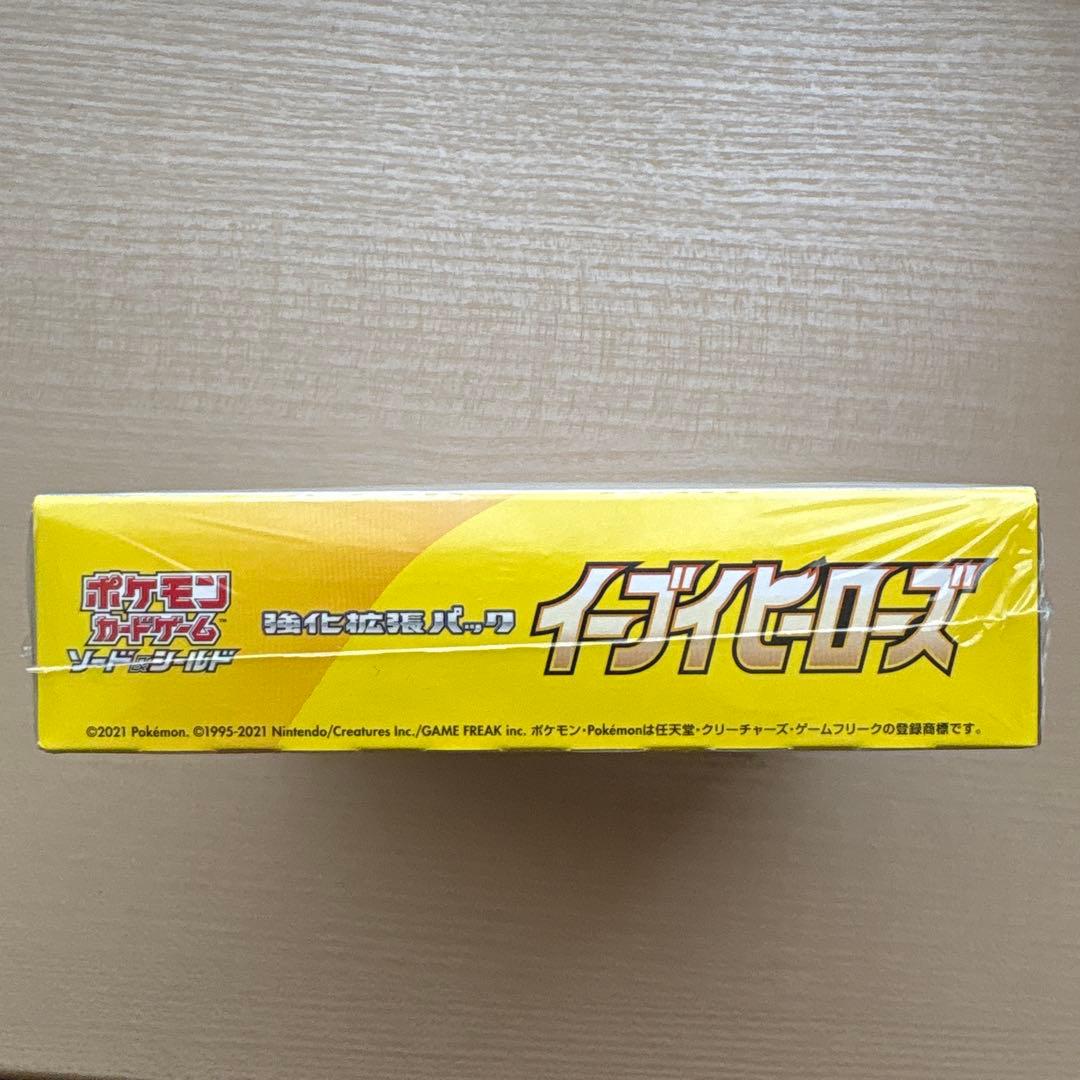 ポケモン
カードゲーム™
ソード&シールド
強化拡張パック
イーブイヒーローズ
©2021 Pokémon. ©1995-2021 Nintendo/Creatures Inc./GAME FREAK inc. ポケモン・Pokémonは任天堂・クリーチャーズ・ゲームフリークの登録商標です。